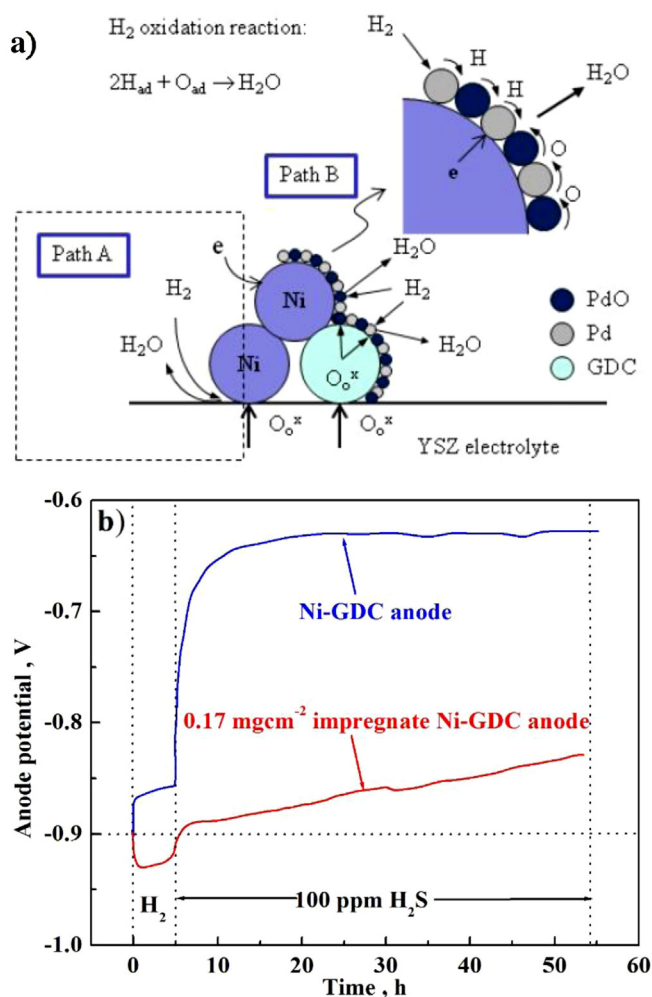 a)
H₂ oxidation reaction:
2H_ad + O_ad → H₂O
H₂
H
H
H₂O
O
O
e
Path B
Path A
e
H₂
H₂O
Ni
Ni
H₂O
H₂
H₂O
Oₒˣ
Oₒˣ
Oₒˣ
PdO
Pd
GDC
YSZ electrolyte
b)
Anode potential , V
-0.6
-0.7
-0.8
-0.9
-1.0
Ni-GDC anode
0.17 mgcm⁻² impregnate Ni-GDC anode
H₂
100 ppm H₂S
0 10 20 30 40 50 60
Time , h